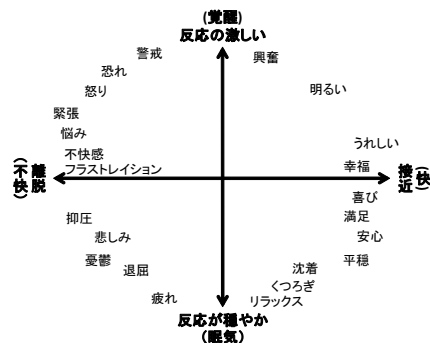 (覚醒)
反応の激しい
警戒
興奮
恐れ
明るい
怒り
緊張
悩み
うれしい
不快感
幸福
フラストレイション
離脱
(不快)
接近
(快)
喜び
抑圧
満足
悲しみ
安心
憂鬱
平穏
退屈
沈着
くつろぎ
疲れ
リラックス
反応が穏やか
(眠気)